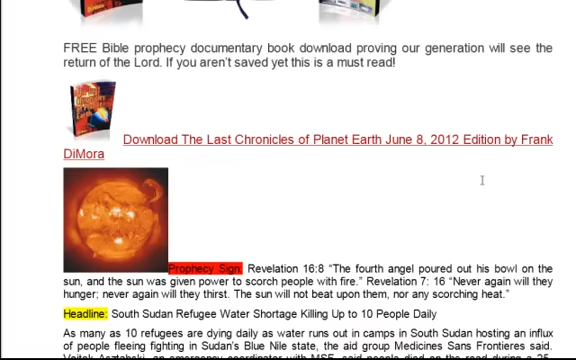 FREE Bible prophecy documentary book download proving our generation will see the
return of the Lord. If you aren't saved yet this is a must read!
Download The Last Chronicles of Planet Earth June 8, 2012 Edition by Frank
DiMora
Prophecy Sign: Revelation 16:8 “The fourth angel poured out his bowl on the
sun, and the sun was given power to scorch people with fire.” Revelation 7: 16 “Never again will they
hunger; never again will they thirst. The sun will not beat upon them, nor any scorching heat.”
Headline: South Sudan Refugee Water Shortage Killing Up to 10 People Daily
As many as 10 refugees are dying daily as water runs out in camps in South Sudan hosting an influx
of people fleeing fighting in Sudan's Blue Nile state, the aid group Medicines Sans Frontieres said.